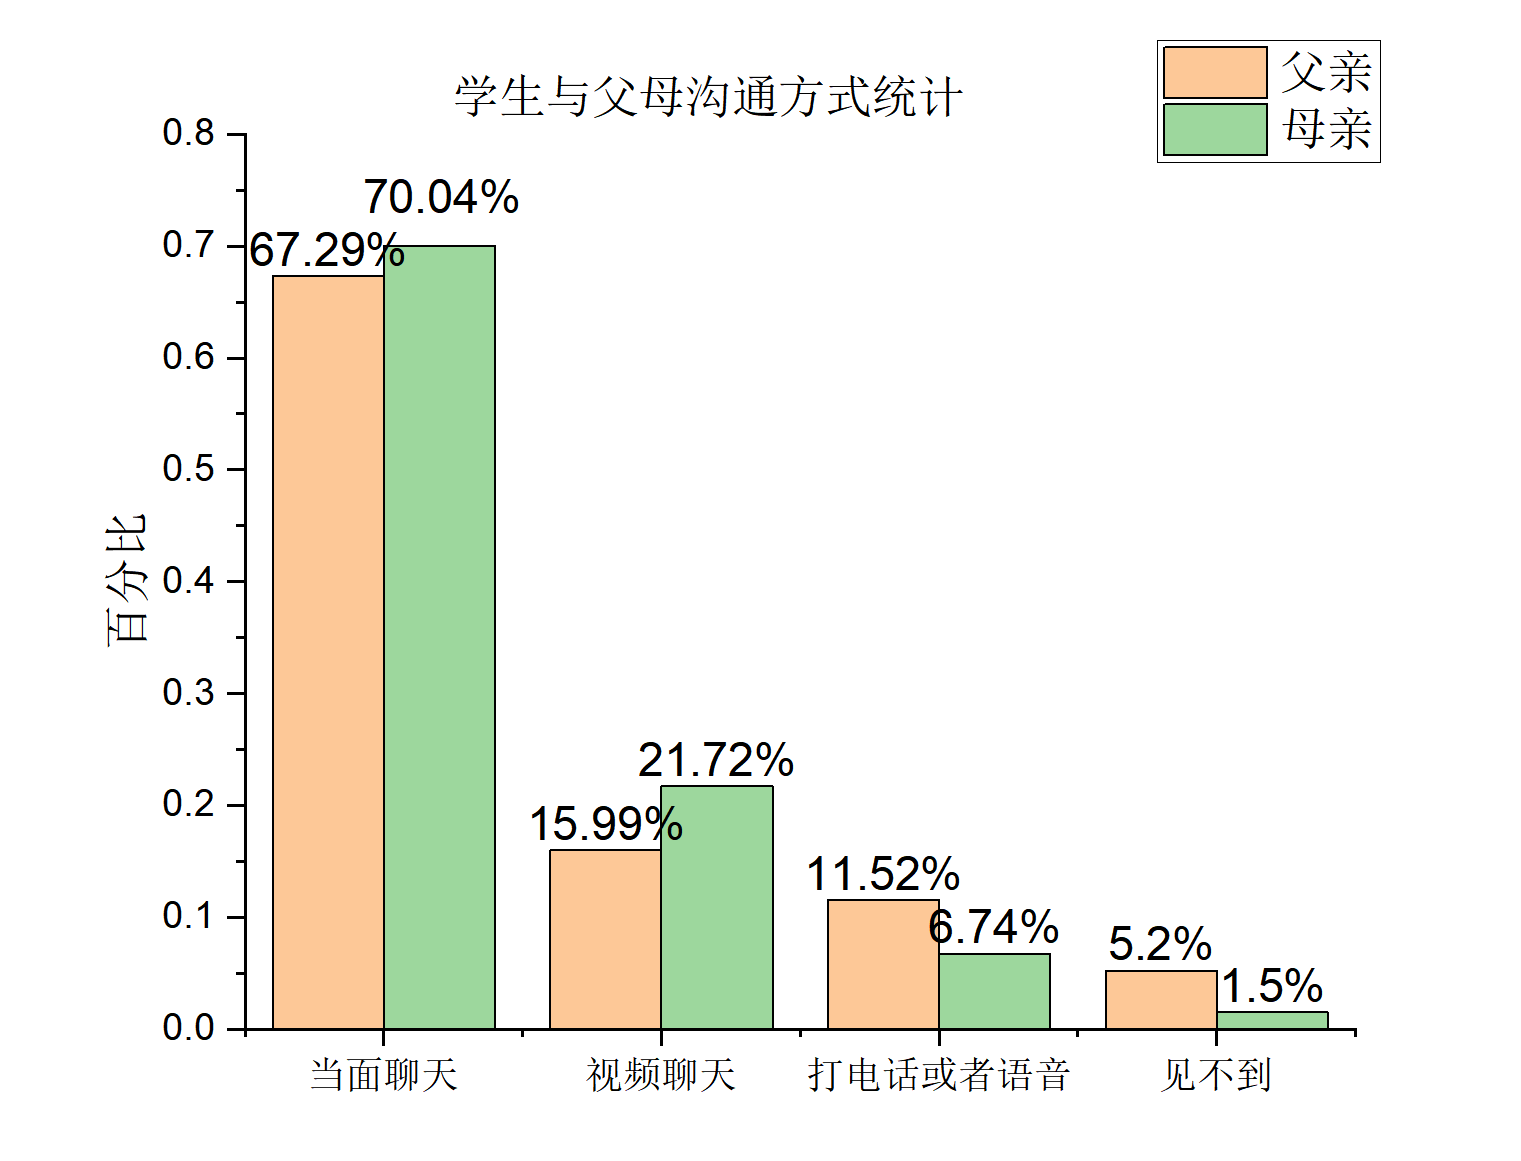 学生与父母沟通方式统计
父亲
母亲
百分比
0.8
0.7
0.6
0.5
0.4
0.3
0.2
0.1
0.0
67.29%
70.04%
15.99%
21.72%
11.52%
6.74%
5.2%
1.5%
当面聊天
视频聊天
打电话或者语音
见不到